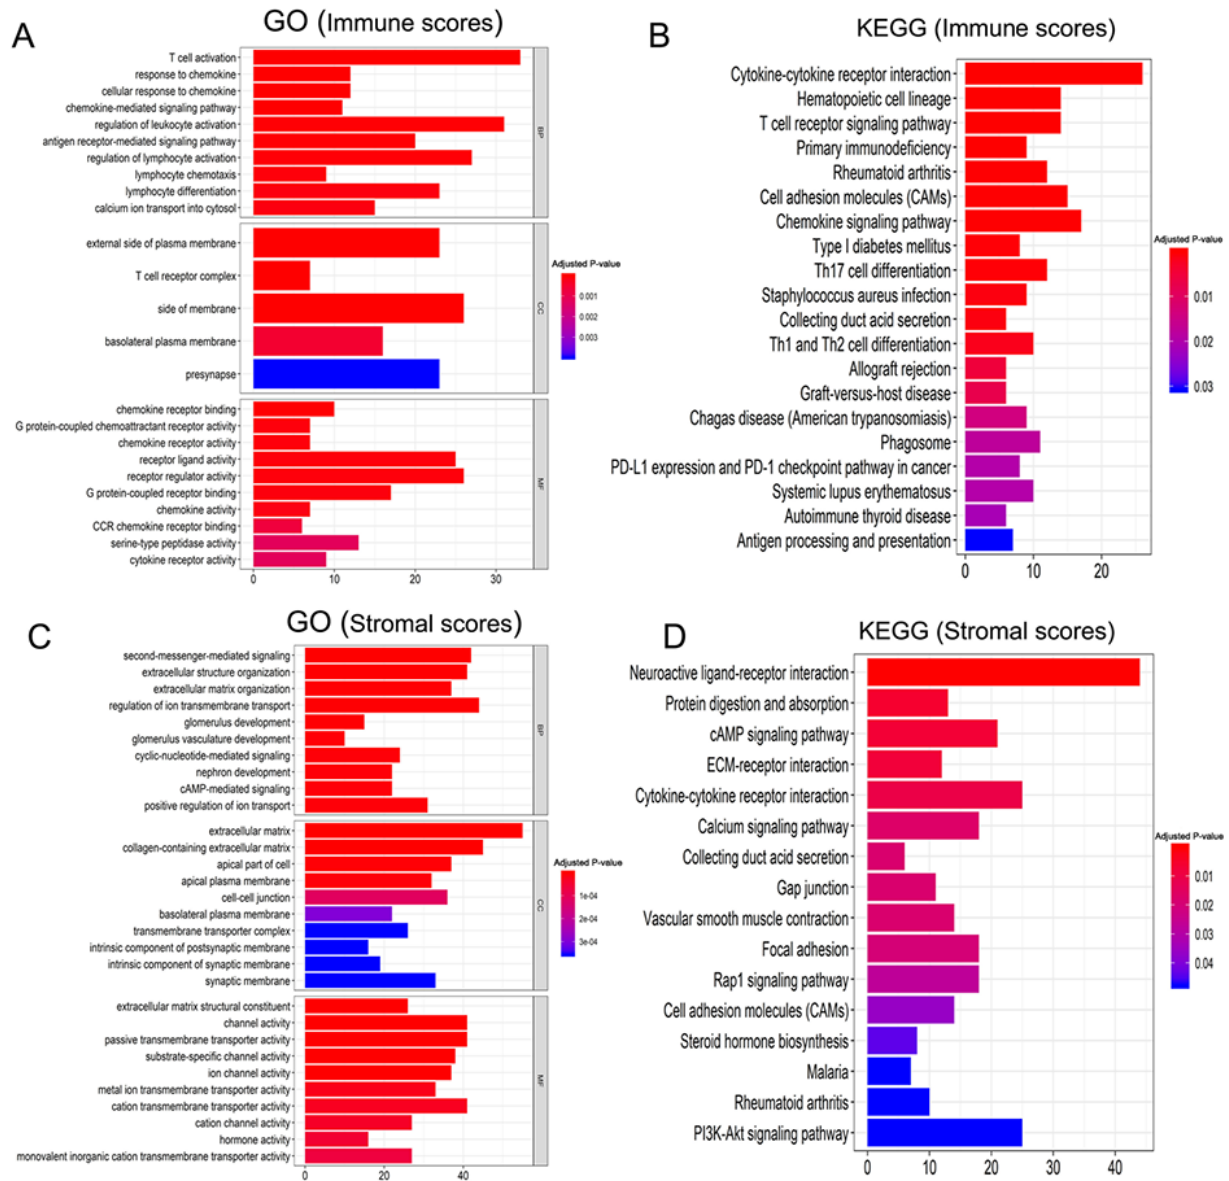 A
GO (Immune scores)
T cell activation
response to chemokine
cellular response to chemokine
chemokine-mediated signaling pathway
regulation of leukocyte activation
antigen receptor-mediated signaling pathway
regulation of lymphocyte activation
lymphocyte chemotaxis
lymphocyte differentiation
calcium ion transport into cytosol
BP
external side of plasma membrane
T cell receptor complex
side of membrane
basolateral plasma membrane
presynapse
CC
chemokine receptor binding
G protein-coupled chemoattractant receptor activity
chemokine receptor activity
receptor ligand activity
receptor regulator activity
G protein-coupled receptor binding
chemokine activity
CCR chemokine receptor binding
serine-type peptidase activity
cytokine receptor activity
MF
0 10 20 30
Adjusted P-value
0.001
0.002
0.003
B
KEGG (Immune scores)
Cytokine-cytokine receptor interaction
Hematopoietic cell lineage
T cell receptor signaling pathway
Primary immunodeficiency
Rheumatoid arthritis
Cell adhesion molecules (CAMs)
Chemokine signaling pathway
Type I diabetes mellitus
Th17 cell differentiation
Staphylococcus aureus infection
Collecting duct acid secretion
Th1 and Th2 cell differentiation
Allograft rejection
Graft-versus-host disease
Chagas disease (American trypanosomiasis)
Phagosome
PD-L1 expression and PD-1 checkpoint pathway in cancer
Systemic lupus erythematosus
Autoimmune thyroid disease
Antigen processing and presentation
0 10 20
Adjusted P-value
0.01
0.02
0.03
C
GO (Stromal scores)
second-messenger-mediated signaling
extracellular structure organization
extracellular matrix organization
regulation of ion transmembrane transport
glomerulus development
glomerulus vasculature development
cyclic-nucleotide-mediated signaling
nephron development
cAMP-mediated signaling
positive regulation of ion transport
BP
extracellular matrix
collagen-containing extracellular matrix
apical part of cell
apical plasma membrane
cell-cell junction
basolateral plasma membrane
transmembrane transporter complex
intrinsic component of postsynaptic membrane
intrinsic component of synaptic membrane
synaptic membrane
CC
extracellular matrix structural constituent
channel activity
passive transmembrane transporter activity
substrate-specific channel activity
ion channel activity
metal ion transmembrane transporter activity
cation transmembrane transporter activity
cation channel activity
hormone activity
monovalent inorganic cation transmembrane transporter activity
MF
0 20 40
Adjusted P-value
1e-04
2e-04
3e-04
D
KEGG (Stromal scores)
Neuroactive ligand-receptor interaction
Protein digestion and absorption
cAMP signaling pathway
ECM-receptor interaction
Cytokine-cytokine receptor interaction
Calcium signaling pathway
Collecting duct acid secretion
Gap junction
Vascular smooth muscle contraction
Focal adhesion
Rap1 signaling pathway
Cell adhesion molecules (CAMs)
Steroid hormone biosynthesis
Malaria
Rheumatoid arthritis
PI3K-Akt signaling pathway
0 10 20 30 40
Adjusted P-value
0.01
0.02
0.03
0.04